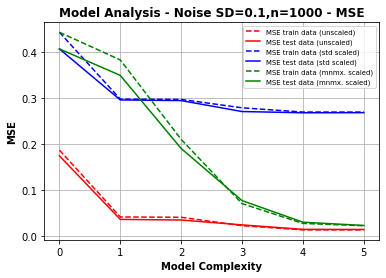 Model Analysis - Noise SD=0.1,n=1000 - MSE
MSE train data (unscaled)
MSE test data (unscaled)
MSE train data (std scaled)
MSE test data (std scaled)
MSE train data (mnmx. scaled)
MSE test data (mnmx. scaled)
MSE
0.4
0.3
0.2
0.1
0.0
0 1 2 3 4 5
Model Complexity